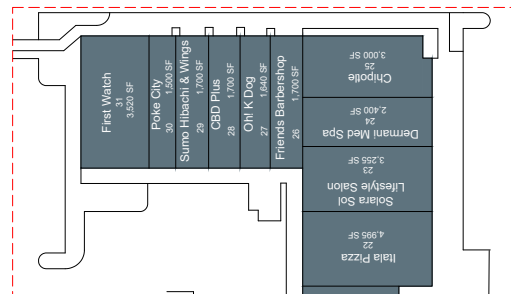 First Watch
31
3,520 SF
Poke City
30 1,500 SF
Sumo Hibachi & Wings
29 1,700 SF
CBD Plus
28 1,700 SF
Oh! K Dog
27 1,640 SF
Friends Barbershop
26 1,700 SF
Chipotle
25
3,000 SF
Dermani Med Spa
24
2,400 SF
Solara Sol
Lifestyle Salon
23
3,255 SF
Itala Pizza
22
4,995 SF